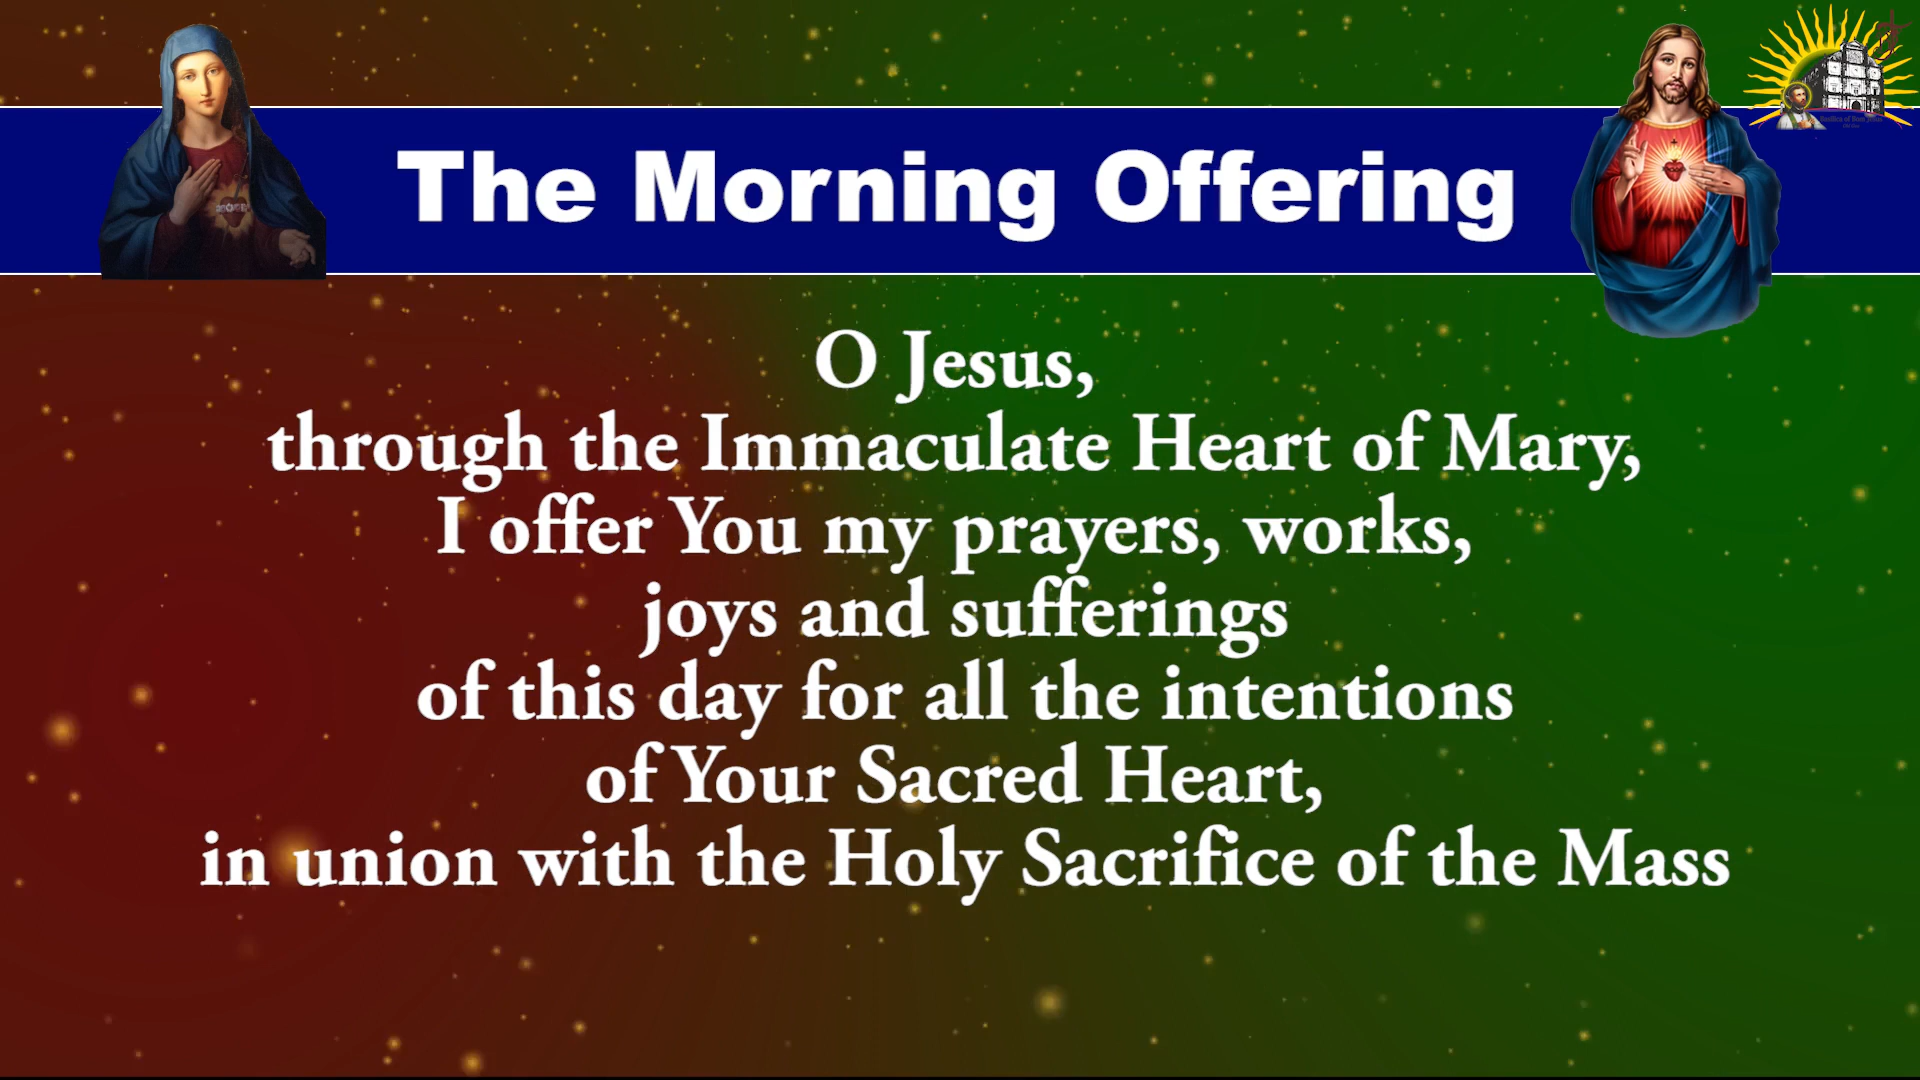 The Morning Offering
O Jesus,
through the Immaculate Heart of Mary,
I offer You my prayers, works,
joys and sufferings
of this day for all the intentions
of Your Sacred Heart,
in union with the Holy Sacrifice of the Mass